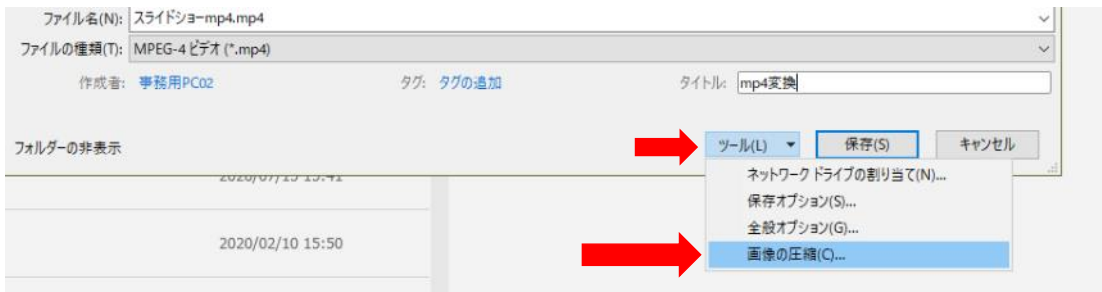 ファイル名(N): スライドショーmp4.mp4
ファイルの種類(T): MPEG-4 ビデオ (*.mp4)
作成者: 事務用PC02 タグ: タグの追加 タイトル: mp4変換
フォルダーの非表示 ツール(L) 保存(S) キャンセル
ネットワーク ドライブの割り当て(N)...
保存オプション(S)...
全般オプション(G)...
2020/02/10 15:50 画像の圧縮(C)...